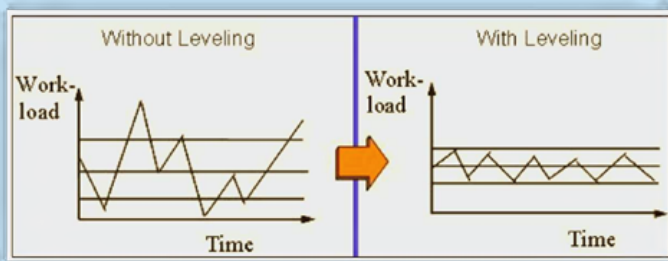 Without Leveling
Work-
load
Time
With Leveling
Work-
load
Time